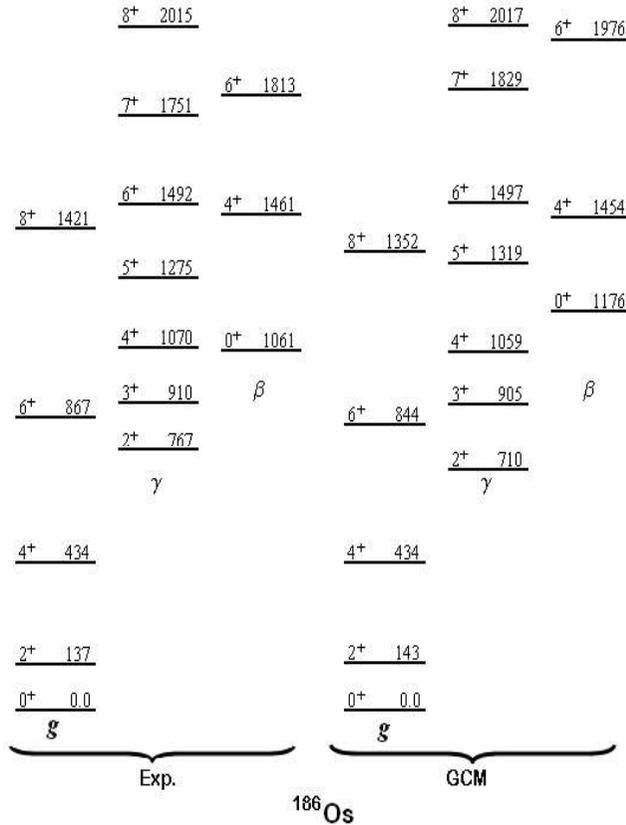 8⁺ 2015 8⁺ 2017
6⁺ 1976
6⁺ 1813
7⁺ 1751 7⁺ 1829
6⁺ 1492 6⁺ 1497
8⁺ 1421 4⁺ 1461 4⁺ 1454
8⁺ 1352 5⁺ 1319
5⁺ 1275
0⁺ 1176
4⁺ 1070 0⁺ 1061 4⁺ 1059
3⁺ 910 β 3⁺ 905 β
6⁺ 867 6⁺ 844
2⁺ 767 2⁺ 710
γ γ
4⁺ 434 4⁺ 434
2⁺ 137 2⁺ 143
0⁺ 0.0 0⁺ 0.0
g g
Exp. GCM
¹⁸⁶Os